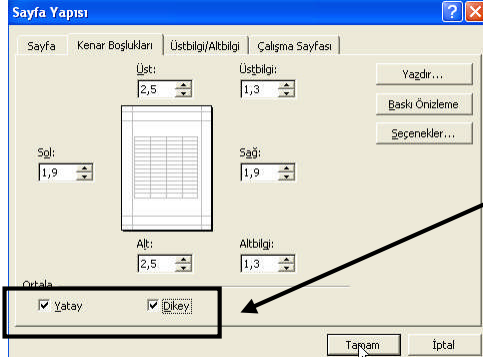 Sayfa Yapısı
Sayfa
Kenar Boşlukları
Üstbilgi/Altbilgi
Çalışma Sayfası
Üst:
2,5
Üstbilgi:
1,3
Yazdır...
Baskı Önizleme
Seçenekler...
Sol:
1,9
Sağ:
1,9
Alt:
2,5
Altbilgi:
1,3
Ortala
Yatay
Dikey
Tamam
İptal